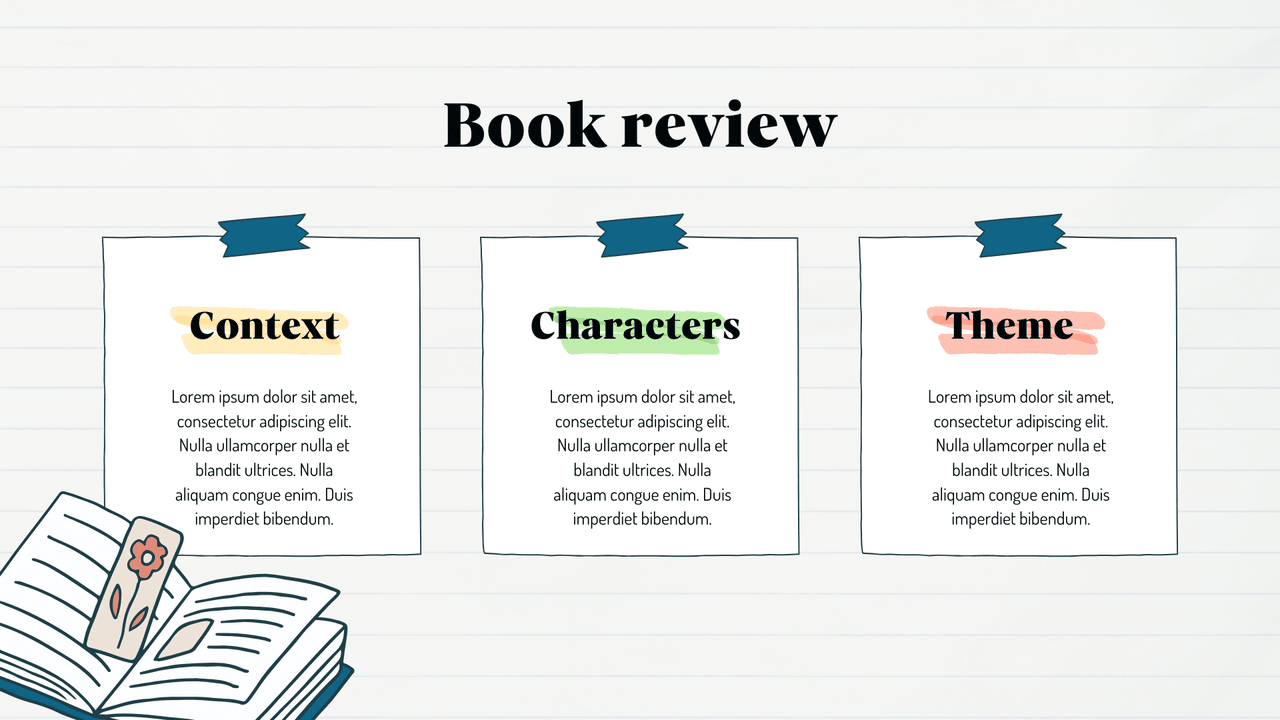 Book review
Context
Lorem ipsum dolor sit amet,
consectetur adipiscing elit.
Nulla ullamcorper nulla et
blandit ultrices. Nulla
aliquam congue enim. Duis
imperdiet bibendum.
Characters
Lorem ipsum dolor sit amet,
consectetur adipiscing elit.
Nulla ullamcorper nulla et
blandit ultrices. Nulla
aliquam congue enim. Duis
imperdiet bibendum.
Theme
Lorem ipsum dolor sit amet,
consectetur adipiscing elit.
Nulla ullamcorper nulla et
blandit ultrices. Nulla
aliquam congue enim. Duis
imperdiet bibendum.